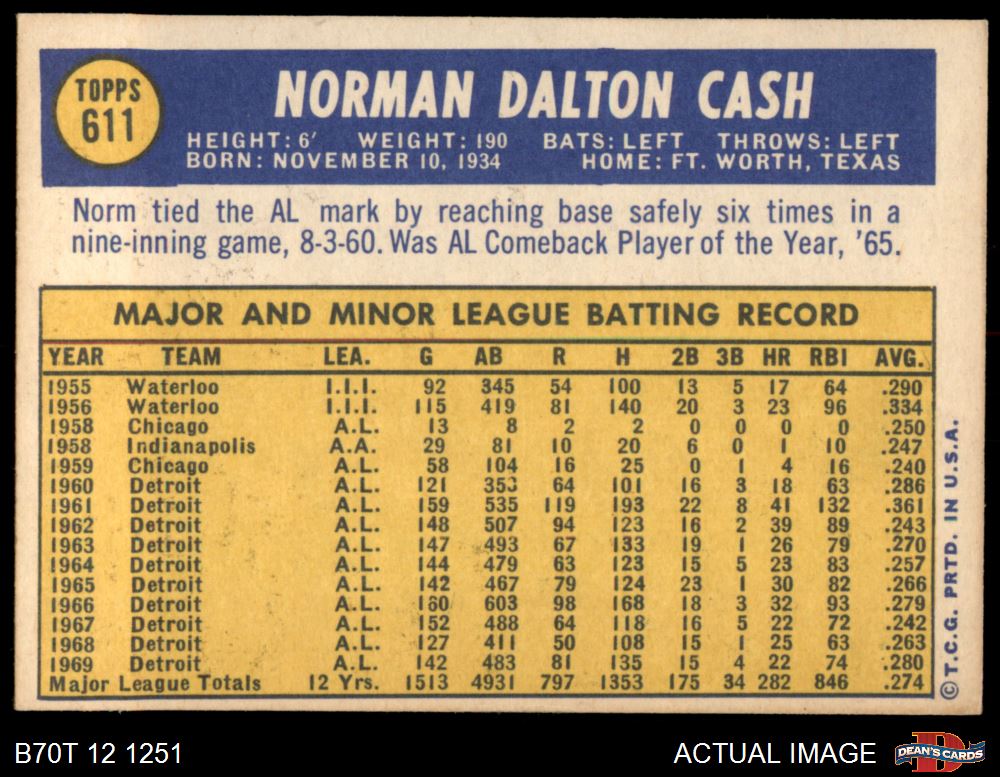 TOPPS
611
NORMAN DALTON CASH
HEIGHT: 6' WEIGHT: 190 BATS: LEFT THROWS: LEFT
BORN: NOVEMBER 10, 1934 HOME: FT. WORTH, TEXAS
Norm tied the AL mark by reaching base safely six times in a
nine-inning game, 8-3-60. Was AL Comeback Player of the Year, '65.
MAJOR AND MINOR LEAGUE BATTING RECORD
YEAR TEAM LEA. G AB R H 2B 3B HR RBI AVG.
1955 Waterloo I.I.I. 92 345 54 100 13 5 17 64 .290
1956 Waterloo I.I.I. 115 419 81 140 20 3 23 96 .334
1958 Chicago A.L. 13 8 2 2 0 0 0 0 .250
1958 Indianapolis A.A. 29 81 10 20 6 0 1 10 .247
1959 Chicago A.L. 58 104 16 25 0 1 4 16 .240
1960 Detroit A.L. 121 353 64 101 16 3 18 63 .286
1961 Detroit A.L. 159 535 119 193 22 8 41 132 .361
1962 Detroit A.L. 148 507 94 123 16 2 39 89 .243
1963 Detroit A.L. 147 493 67 133 19 1 26 79 .270
1964 Detroit A.L. 144 479 63 123 15 5 23 83 .257
1965 Detroit A.L. 142 467 79 124 23 1 30 82 .266
1966 Detroit A.L. 160 603 98 168 18 3 32 93 .279
1967 Detroit A.L. 152 488 64 118 16 5 22 72 .242
1968 Detroit A.L. 127 411 50 108 15 1 25 63 .263
1969 Detroit A.L. 142 483 81 135 15 4 22 74 .280
Major League Totals 12 Yrs. 1513 4931 797 1353 175 34 282 846 .274
© T.C.G. PRTD. IN U.S.A.
B70T 12 1251
ACTUAL IMAGE
DEAN'S CARDS